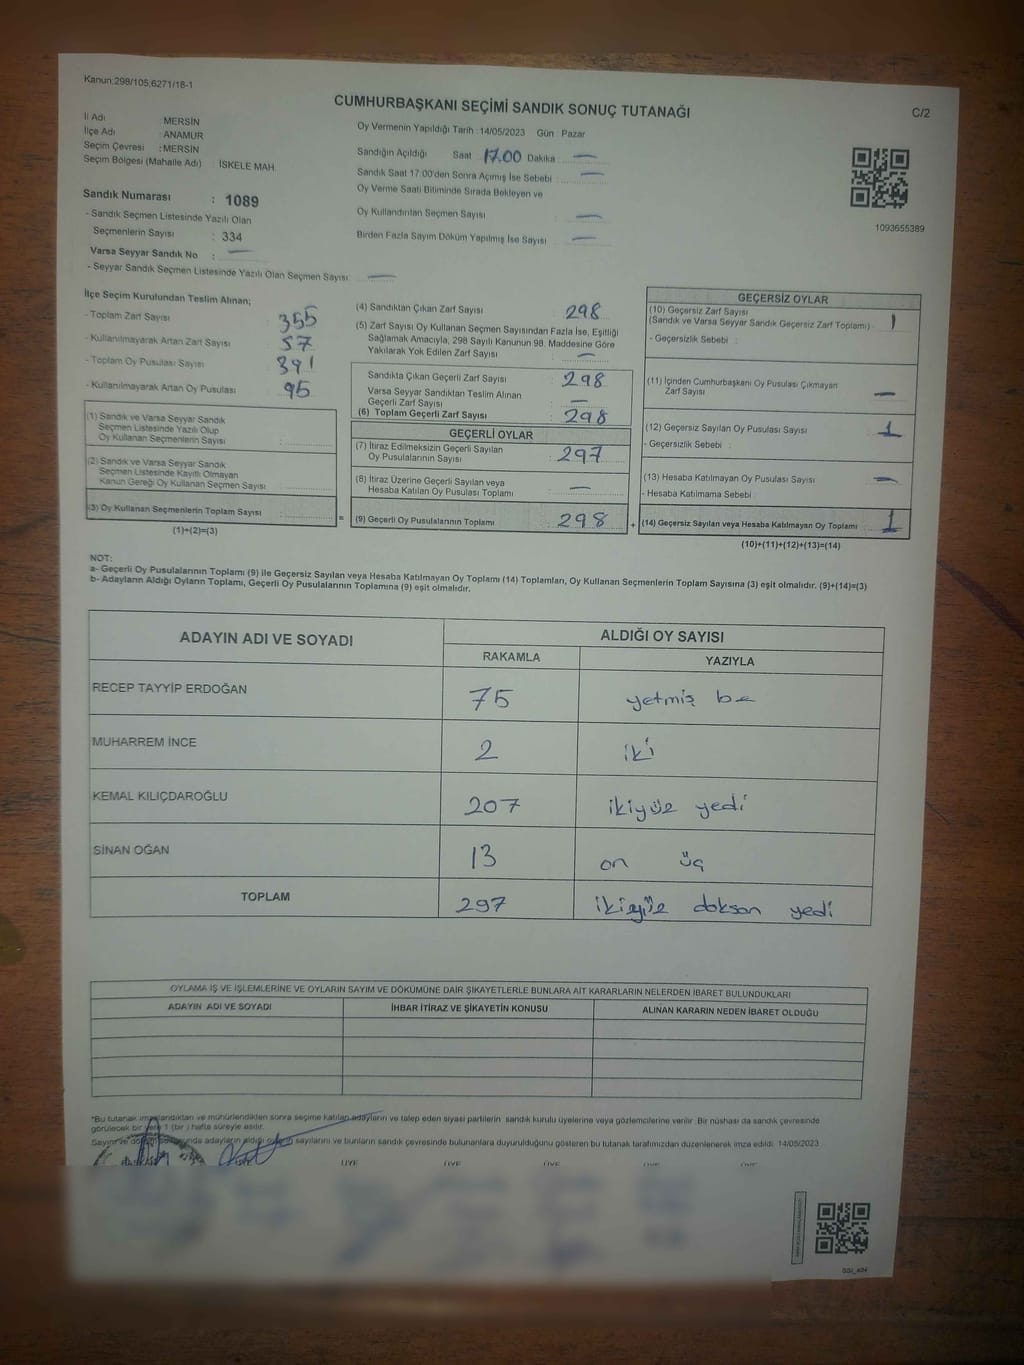 Kanun:298/105;6271/18-1
CUMHURBAŞKANI SEÇİMİ SANDIK SONUÇ TUTANAĞI
C/2
İl Adı : MERSİN
İlçe Adı : ANAMUR
Seçim Çevresi : MERSİN
Seçim Bölgesi (Mahalle Adı) : İSKELE MAH.
Oy Vermenin Yapıldığı Tarih : 14/05/2023 Gün : Pazar
Sandığın Açıldığı Saat 17.00 Dakika —
Sandık Saat 17:00'den Sonra Açımış İse Sebebi : —
Oy Verme Saati Bitiminde Sırada Bekleyen ve
Oy Kullandırılan Seçmen Sayısı : —
Birden Fazla Sayım Döküm Yapılmış İse Sayısı : —
1093655389
Sandık Numarası : 1089
- Sandık Seçmen Listesinde Yazılı Olan
Seçmenlerin Sayısı : 334
Varsa Seyyar Sandık No : —
- Seyyar Sandık Seçmen Listesinde Yazılı Olan Seçmen Sayısı: —
İlçe Seçim Kurulundan Teslim Alınan;
- Toplam Zarf Sayısı : 355
- Kullanılmayarak Artan Zarf Sayısı : 57
- Toplam Oy Pusulası Sayısı : 391
- Kullanılmayarak Artan Oy Pusulası : 95
(1) Sandık ve Varsa Seyyar Sandık
Seçmen Listesinde Yazılı Olup
Oy Kullanan Seçmenlerin Sayısı :
(2) Sandık ve Varsa Seyyar Sandık
Seçmen Listesinde Kayıtlı Olmayan
Kanun Gereği Oy Kullanan Seçmen Sayısı :
(3) Oy Kullanan Seçmenlerin Toplam Sayısı :
(1)+(2)=(3)
(4) Sandıktan Çıkan Zarf Sayısı : 298
(5) Zarf Sayısı Oy Kullanan Seçmen Sayısından Fazla İse, Eşitliği
Sağlamak Amacıyla, 298 Sayılı Kanunun 98. Maddesine Göre
Yakılarak Yok Edilen Zarf Sayısı : —
Sandıkta Çıkan Geçerli Zarf Sayısı : 298
Varsa Seyyar Sandıktan Teslim Alınan
Geçerli Zarf Sayısı : —
(6) Toplam Geçerli Zarf Sayısı : 298
GEÇERLİ OYLAR
(7) İtiraz Edilmeksizin Geçerli Sayılan
Oy Pusulalarının Sayısı : 297
(8) İtiraz Üzerine Geçerli Sayılan veya
Hesaba Katılan Oy Pusulası Toplamı : —
= (9) Geçerli Oy Pusulalarının Toplamı : 298
GEÇERSİZ OYLAR
(10) Geçersiz Zarf Sayısı
(Sandık ve Varsa Seyyar Sandık Geçersiz Zarf Toplamı) : 1
- Geçersizlik Sebebi :
(11) İçinden Cumhurbaşkanı Oy Pusulası Çıkmayan
Zarf Sayısı : —
(12) Geçersiz Sayılan Oy Pusulası Sayısı : 1
- Geçersizlik Sebebi :
(13) Hesaba Katılmayan Oy Pusulası Sayısı : —
- Hesaba Katılmama Sebebi :
+ (14) Geçersiz Sayılan veya Hesaba Katılmayan Oy Toplamı : 1
(10)+(11)+(12)+(13)=(14)
NOT:
a- Geçerli Oy Pusulalarının Toplamı (9) ile Geçersiz Sayılan veya Hesaba Katılmayan Oy Toplamı (14) Toplamları, Oy Kullanan Seçmenlerin Toplam Sayısına (3) eşit olmalıdır. (9)+(14)=(3)
b- Adayların Aldığı Oyların Toplamı, Geçerli Oy Pusulalarının Toplamına (9) eşit olmalıdır.
ADAYIN ADI VE SOYADI
ALDIĞI OY SAYISI
RAKAMLA YAZIYLA
RECEP TAYYİP ERDOĞAN 75 yetmiş be
MUHARREM İNCE 2 iki
KEMAL KILIÇDAROĞLU 207 ikiyüz yedi
SİNAN OĞAN 13 on üç
TOPLAM 297 ikiyüz doksan yedi
OYLAMA İŞ VE İŞLEMLERİNE VE OYLARIN SAYIM VE DÖKÜMÜNE DAİR ŞİKAYETLERLE BUNLARA AİT KARARLARIN NELERDEN İBARET BULUNDUKLARI
ADAYIN ADI VE SOYADI İHBAR İTİRAZ VE ŞİKAYETİN KONUSU ALINAN KARARIN NEDEN İBARET OLDUĞU
*Bu tutanak imzalandıktan ve mühürlendikten sonra seçime katılan adayların ve talep eden siyasi partilerin sandık kurulu üyelerine veya gözlemcilerine verilir. Bir nüshası da sandık çevresinde
görülecek bir yere 1 (bir ) hafta süreyle asılır.
Sayım ve döküm sonucunda adayların aldığı oyların sayılarını ve bunların sandık çevresinde bulunanlara duyurulduğunu gösteren bu tutanak tarafımızdan düzenlenerek imza edildi. 14/05/2023
ÜYE ÜYE ÜYE ÜYE ÜYE ÜYE